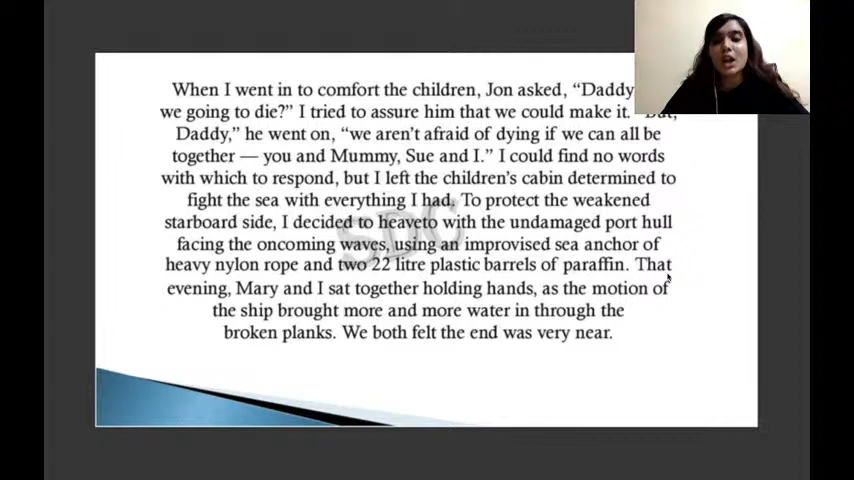 When I went in to comfort the children, Jon asked, “Daddy
we going to die?” I tried to assure him that we could make it.
Daddy,” he went on, “we aren’t afraid of dying if we can all be
together — you and Mummy, Sue and I.” I could find no words
with which to respond, but I left the children’s cabin determined to
fight the sea with everything I had. To protect the weakened
starboard side, I decided to heaveto with the undamaged port hull
facing the oncoming waves, using an improvised sea anchor of
heavy nylon rope and two 22 litre plastic barrels of paraffin. That
evening, Mary and I sat together holding hands, as the motion of
the ship brought more and more water in through the
broken planks. We both felt the end was very near.
SDC